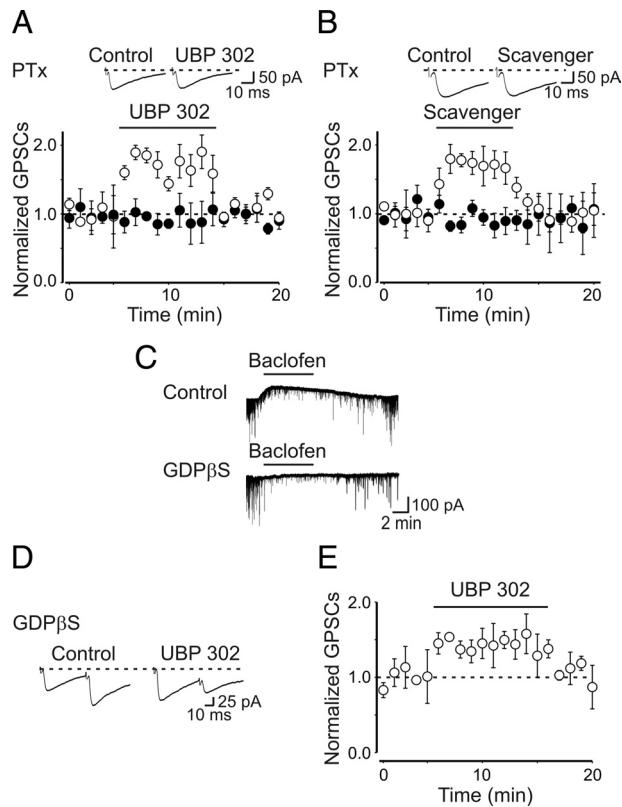 A
Control UBP 302
PTx
50 pA
10 ms
UBP 302
Normalized GPSCs
2.0
1.0
0.0
0 10 20
Time (min)
B
Control Scavenger
PTx
50 pA
10 ms
Scavenger
Normalized GPSCs
2.0
1.0
0.0
0 10 20
Time (min)
C
Baclofen
Control
Baclofen
GDPβS
100 pA
2 min
D
GDPβS
Control UBP 302
25 pA
10 ms
E
UBP 302
Normalized GPSCs
2.0
1.0
0.0
0 10 20
Time (min)